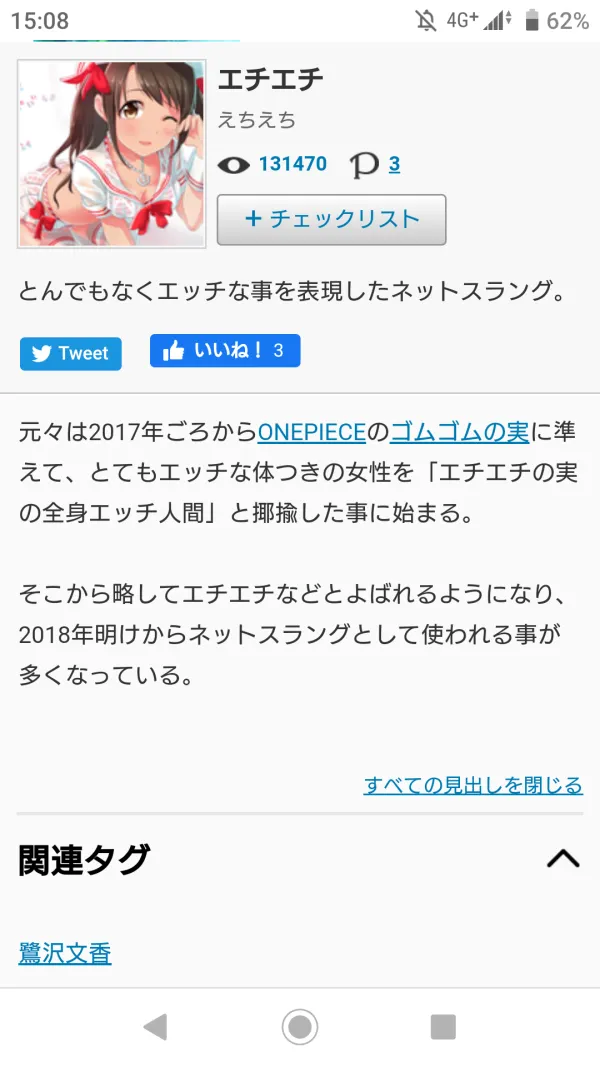 15:08
4G+
62%
エチエチ
えちえち
131470
3
+ チェックリスト
とんでもなくエッチな事を表現したネットスラング。
Tweet
いいね！ 3
元々は2017年ごろからONEPIECEのゴムゴムの実に準
えて、とてもエッチな体つきの女性を「エチエチの実
の全身エッチ人間」と揶揄した事に始まる。
そこから略してエチエチなどとよばれるようになり、
2018年明けからネットスラングとして使われる事が
多くなっている。
すべての見出しを閉じる
関連タグ
鷺沢文香